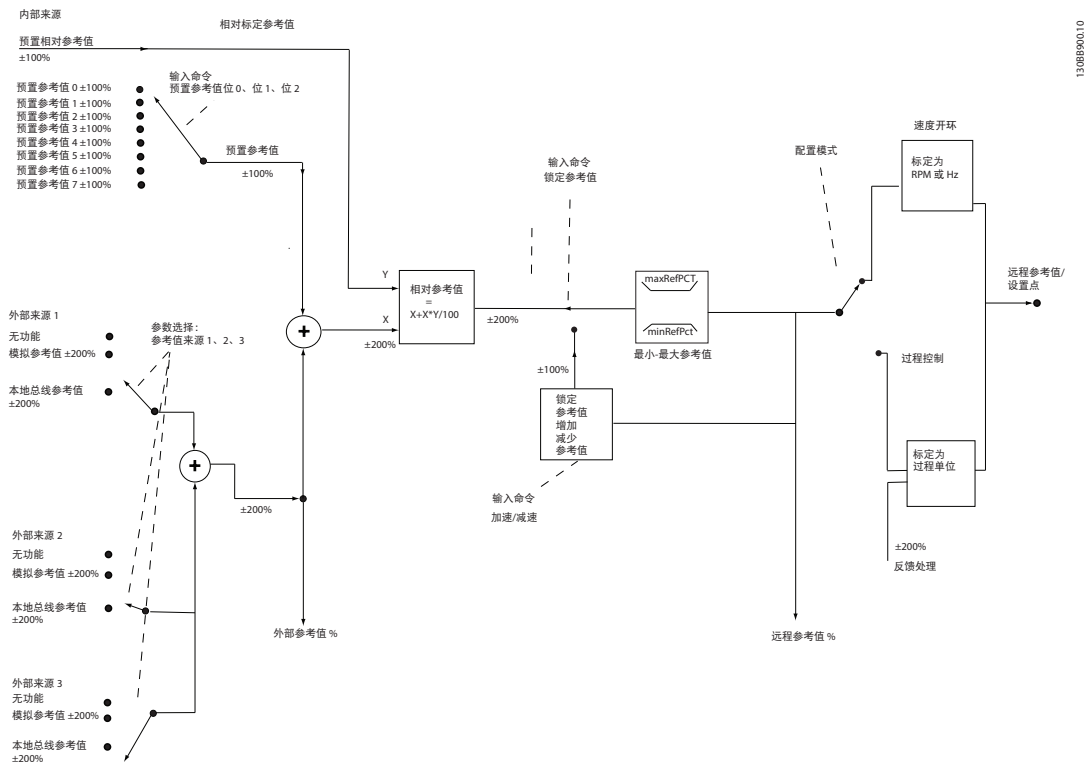 内部来源
相对标定参考值
预置相对参考值
±100%
输入命令
预置参考值位 0、位 1、位 2
预置参考值 0 ±100%
预置参考值 1 ±100%
预置参考值 2 ±100%
预置参考值 3 ±100%
预置参考值 4 ±100%
预置参考值 5 ±100%
预置参考值 6 ±100%
预置参考值 7 ±100%
预置参考值
±100%
外部来源 1
无功能
模拟参考值 ±200%
本地总线参考值
±200%
参数选择：
参考值来源 1、2、3
+
±200%
外部来源 2
无功能
模拟参考值 ±200%
本地总线参考值
±200%
外部来源 3
无功能
模拟参考值 ±200%
本地总线参考值
±200%
外部参考值 %
+
Y
X
±200%
相对参考值
=
X+X*Y/100
±200%
输入命令
锁定参考值
±100%
锁定
参考值
增加
减少
参考值
输入命令
加速/减速
maxRefPCT
minRefPct
最小-最大参考值
远程参考值 %
配置模式
速度开环
标定为
RPM 或 Hz
过程控制
标定为
过程单位
±200%
反馈处理
远程参考值/
设置点
130BB900.10